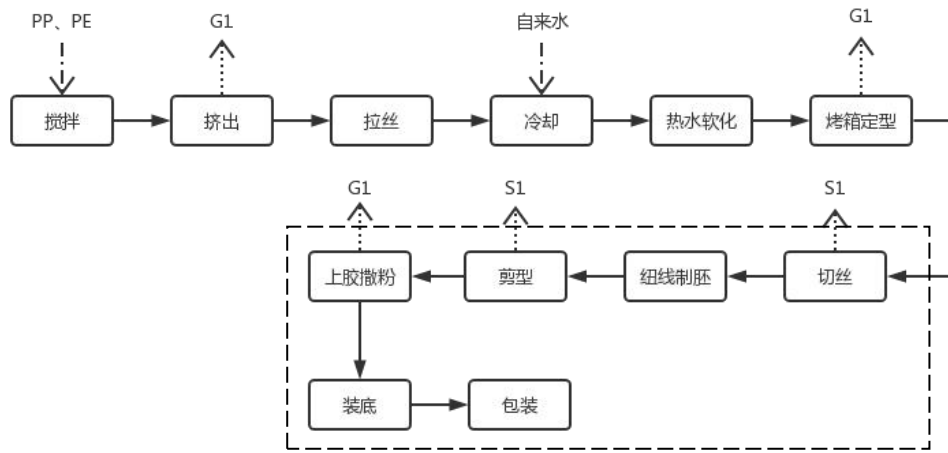 PP、PE
G1
自来水
G1
搅拌
挤出
拉丝
冷却
热水软化
烤箱定型
G1
S1
S1
上胶撒粉
剪型
纽线制胚
切丝
装底
包装